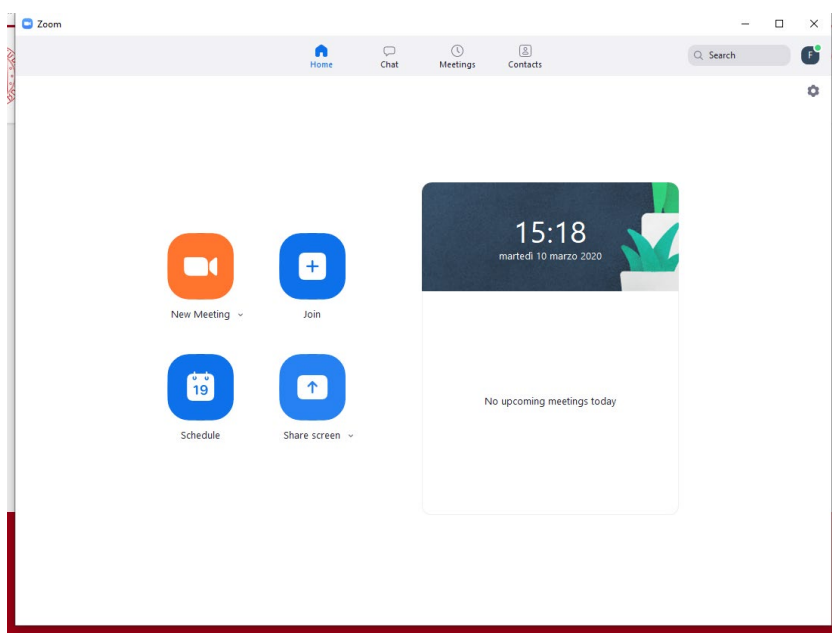 Zoom
Home
Chat
Meetings
Contacts
Search
F
15:18
martedì 10 marzo 2020
New Meeting
Join
19
Schedule
Share screen
No upcoming meetings today